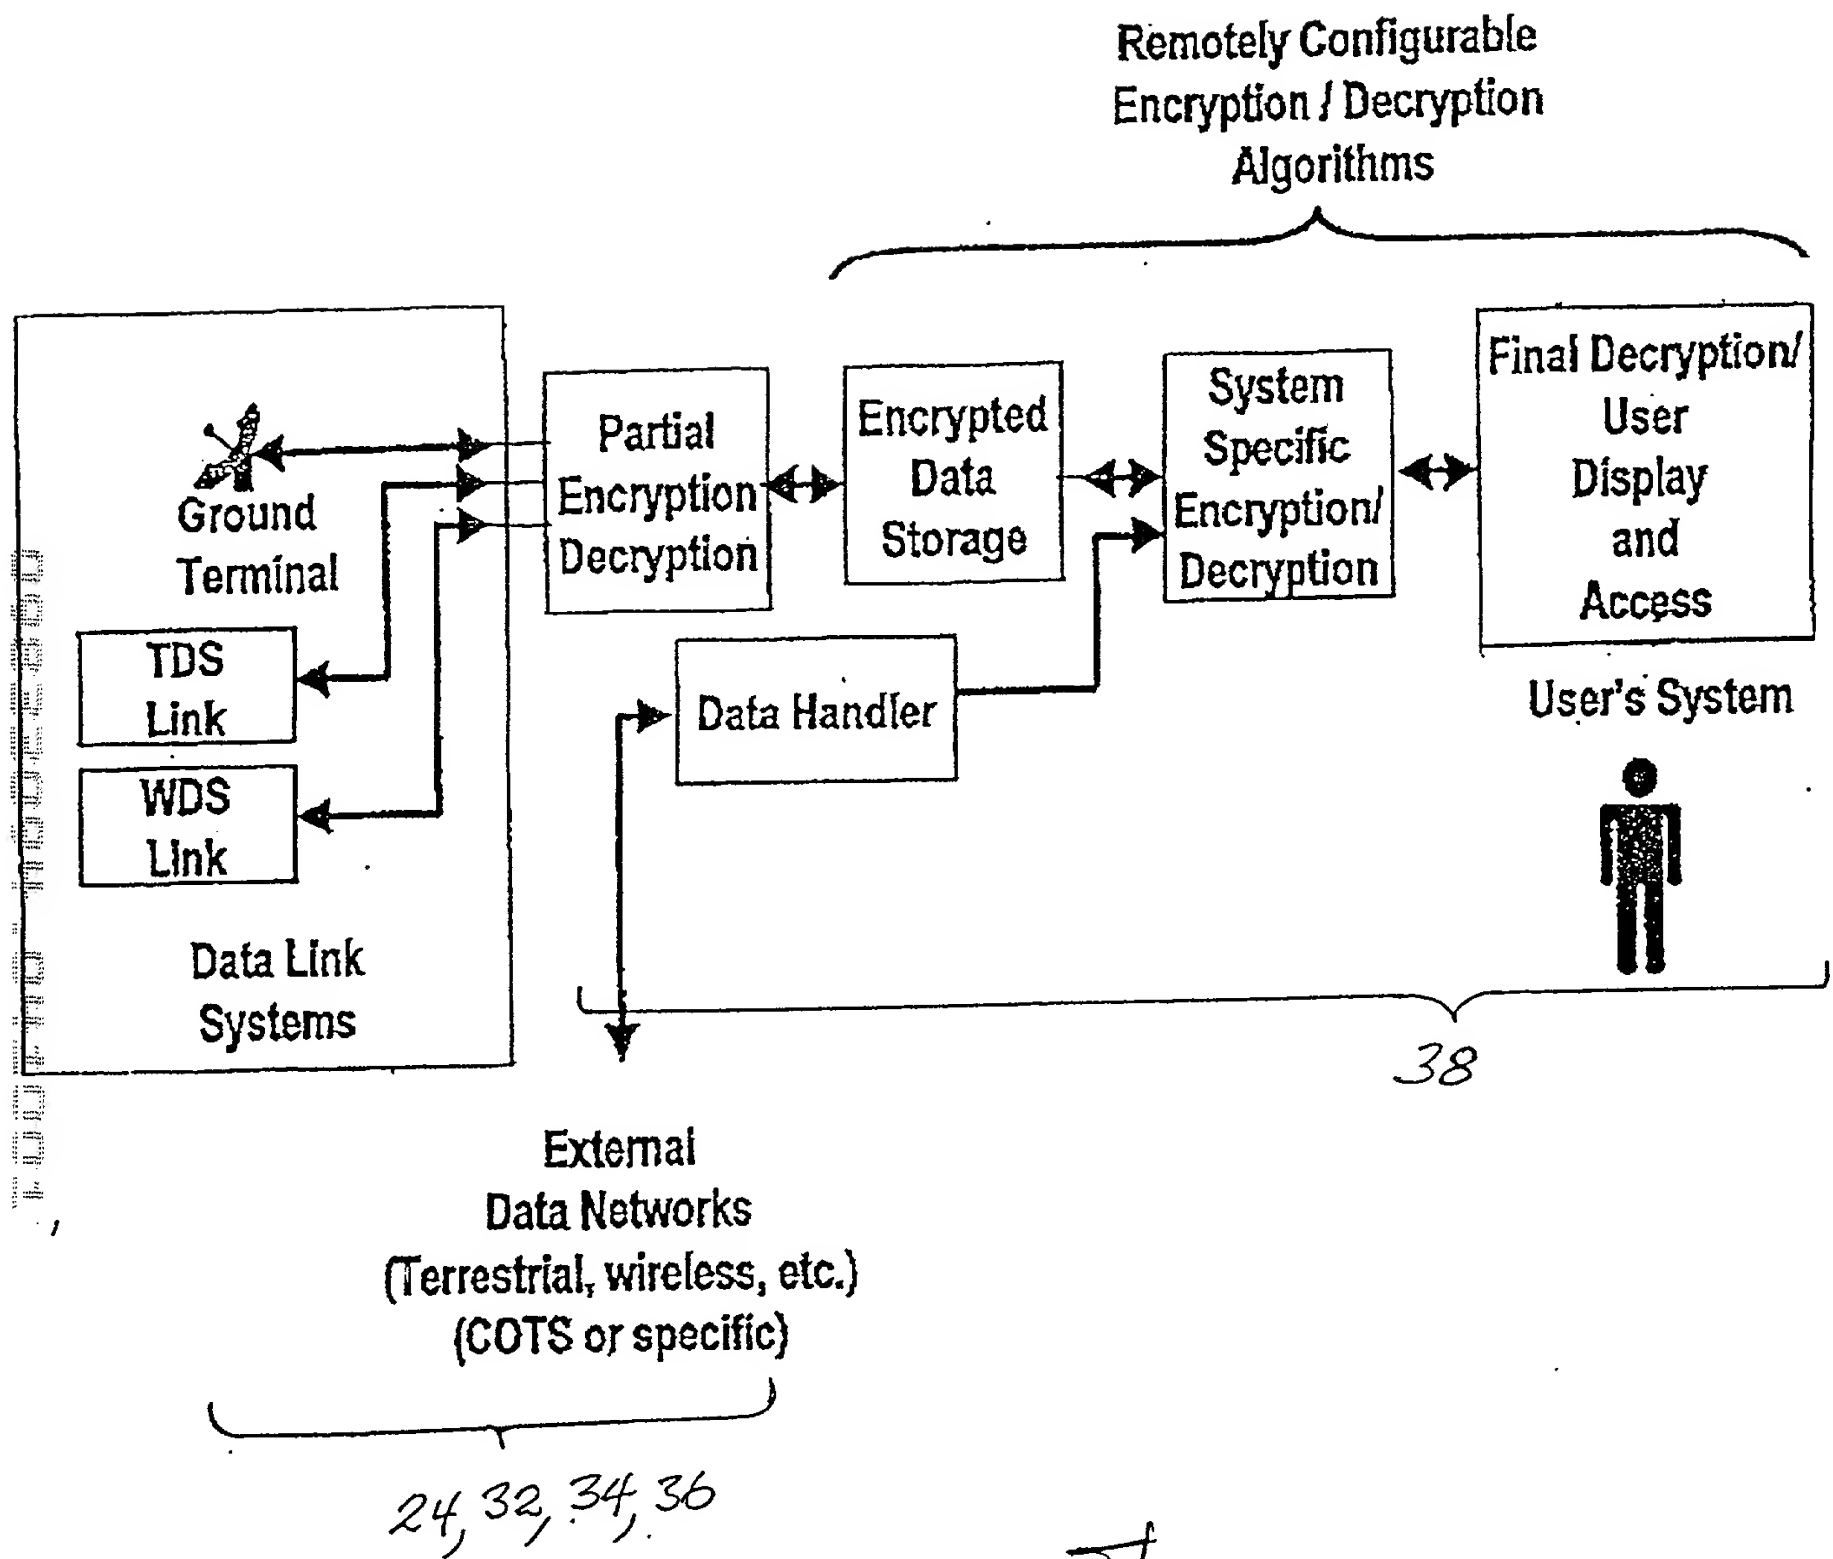 Remotely Configurable
Encryption / Decryption
Algorithms
Ground
Terminal
TDS
Link
WDS
Link
Data Link
Systems
Partial
Encryption
Decryption
Encrypted
Data
Storage
System
Specific
Encryption/
Decryption
Final Decryption/
User
Display
and
Access
Data Handler
User's System
38
External
Data Networks
(Terrestrial, wireless, etc.)
(COTS or specific)
24, 32, 34, 36